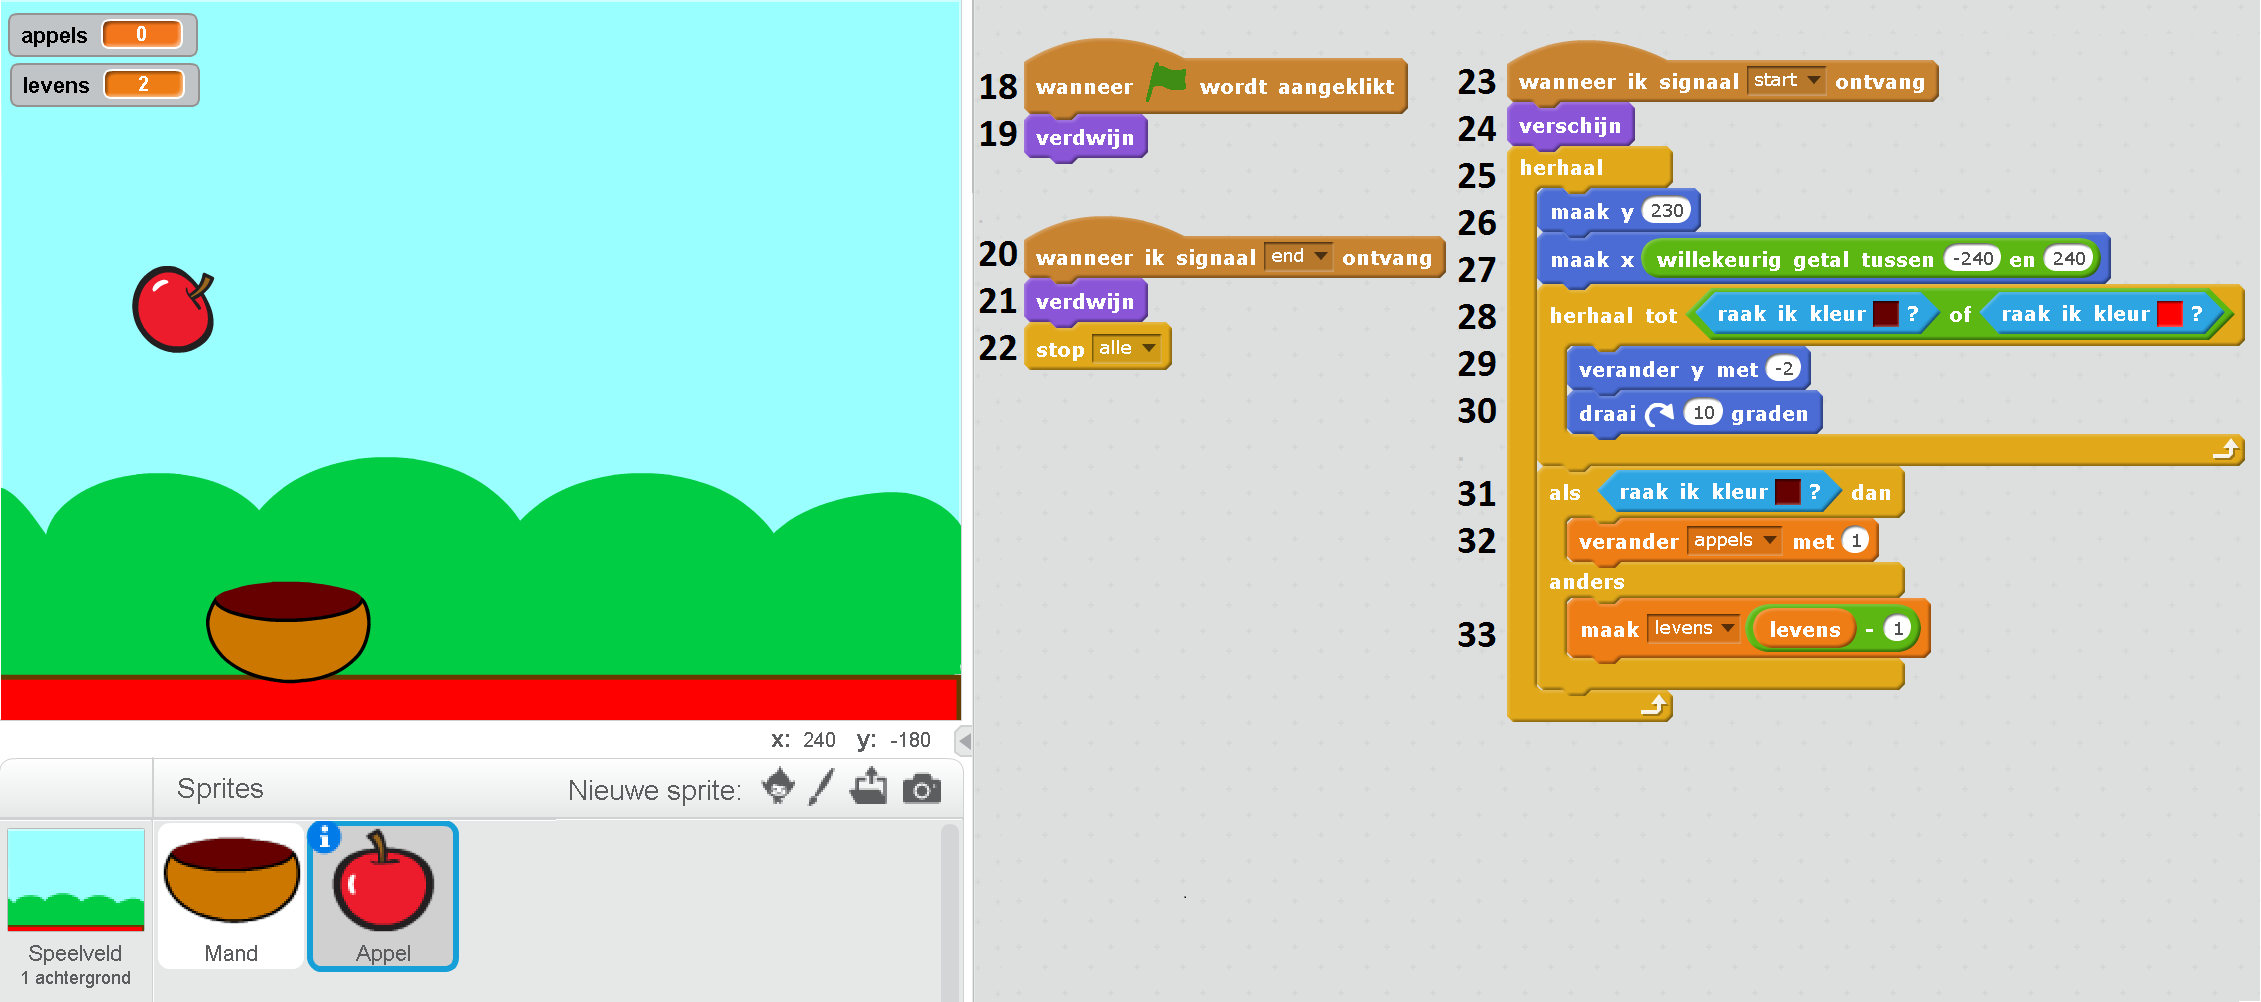 appels 0
levens 2
x: 240 y: -180
Sprites
Nieuwe sprite:
Speelveld
1 achtergrond
Mand
Appel
18 wanneer wordt aangeklikt
19 verdwijn
20 wanneer ik signaal end ontvang
21 verdwijn
22 stop alle
23 wanneer ik signaal start ontvang
24 verschijn
25 herhaal
26 maak y 230
27 maak x willekeurig getal tussen -240 en 240
28 herhaal tot raak ik kleur ? of raak ik kleur ?
29 verander y met -2
30 draai 10 graden
31 als raak ik kleur ? dan
32 verander appels met 1
anders
33 maak levens levens - 1